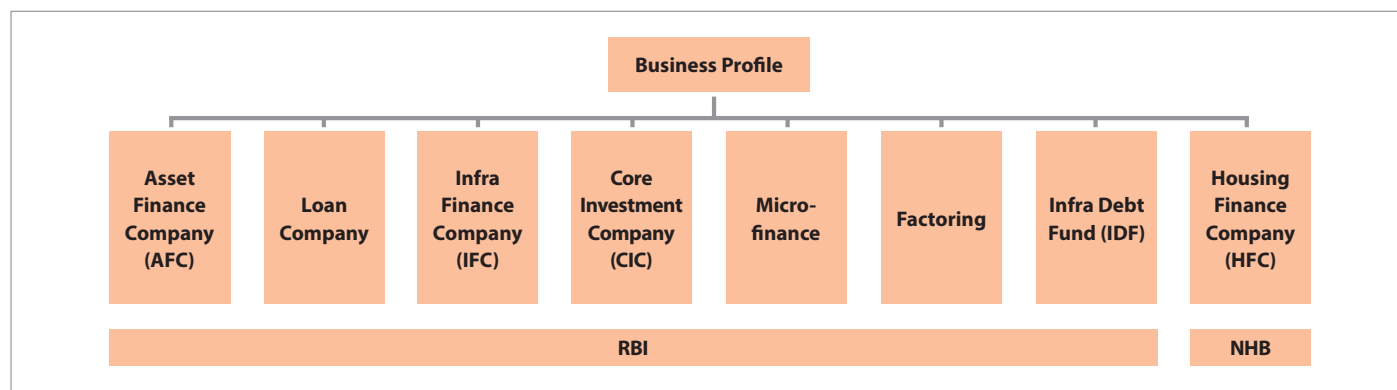 Business Profile
Asset
Finance
Company
(AFC)
Loan
Company
Infra
Finance
Company
(IFC)
Core
Investment
Company
(CIC)
Micro-
finance
Factoring
Infra Debt
Fund (IDF)
Housing
Finance
Company
(HFC)
RBI
NHB